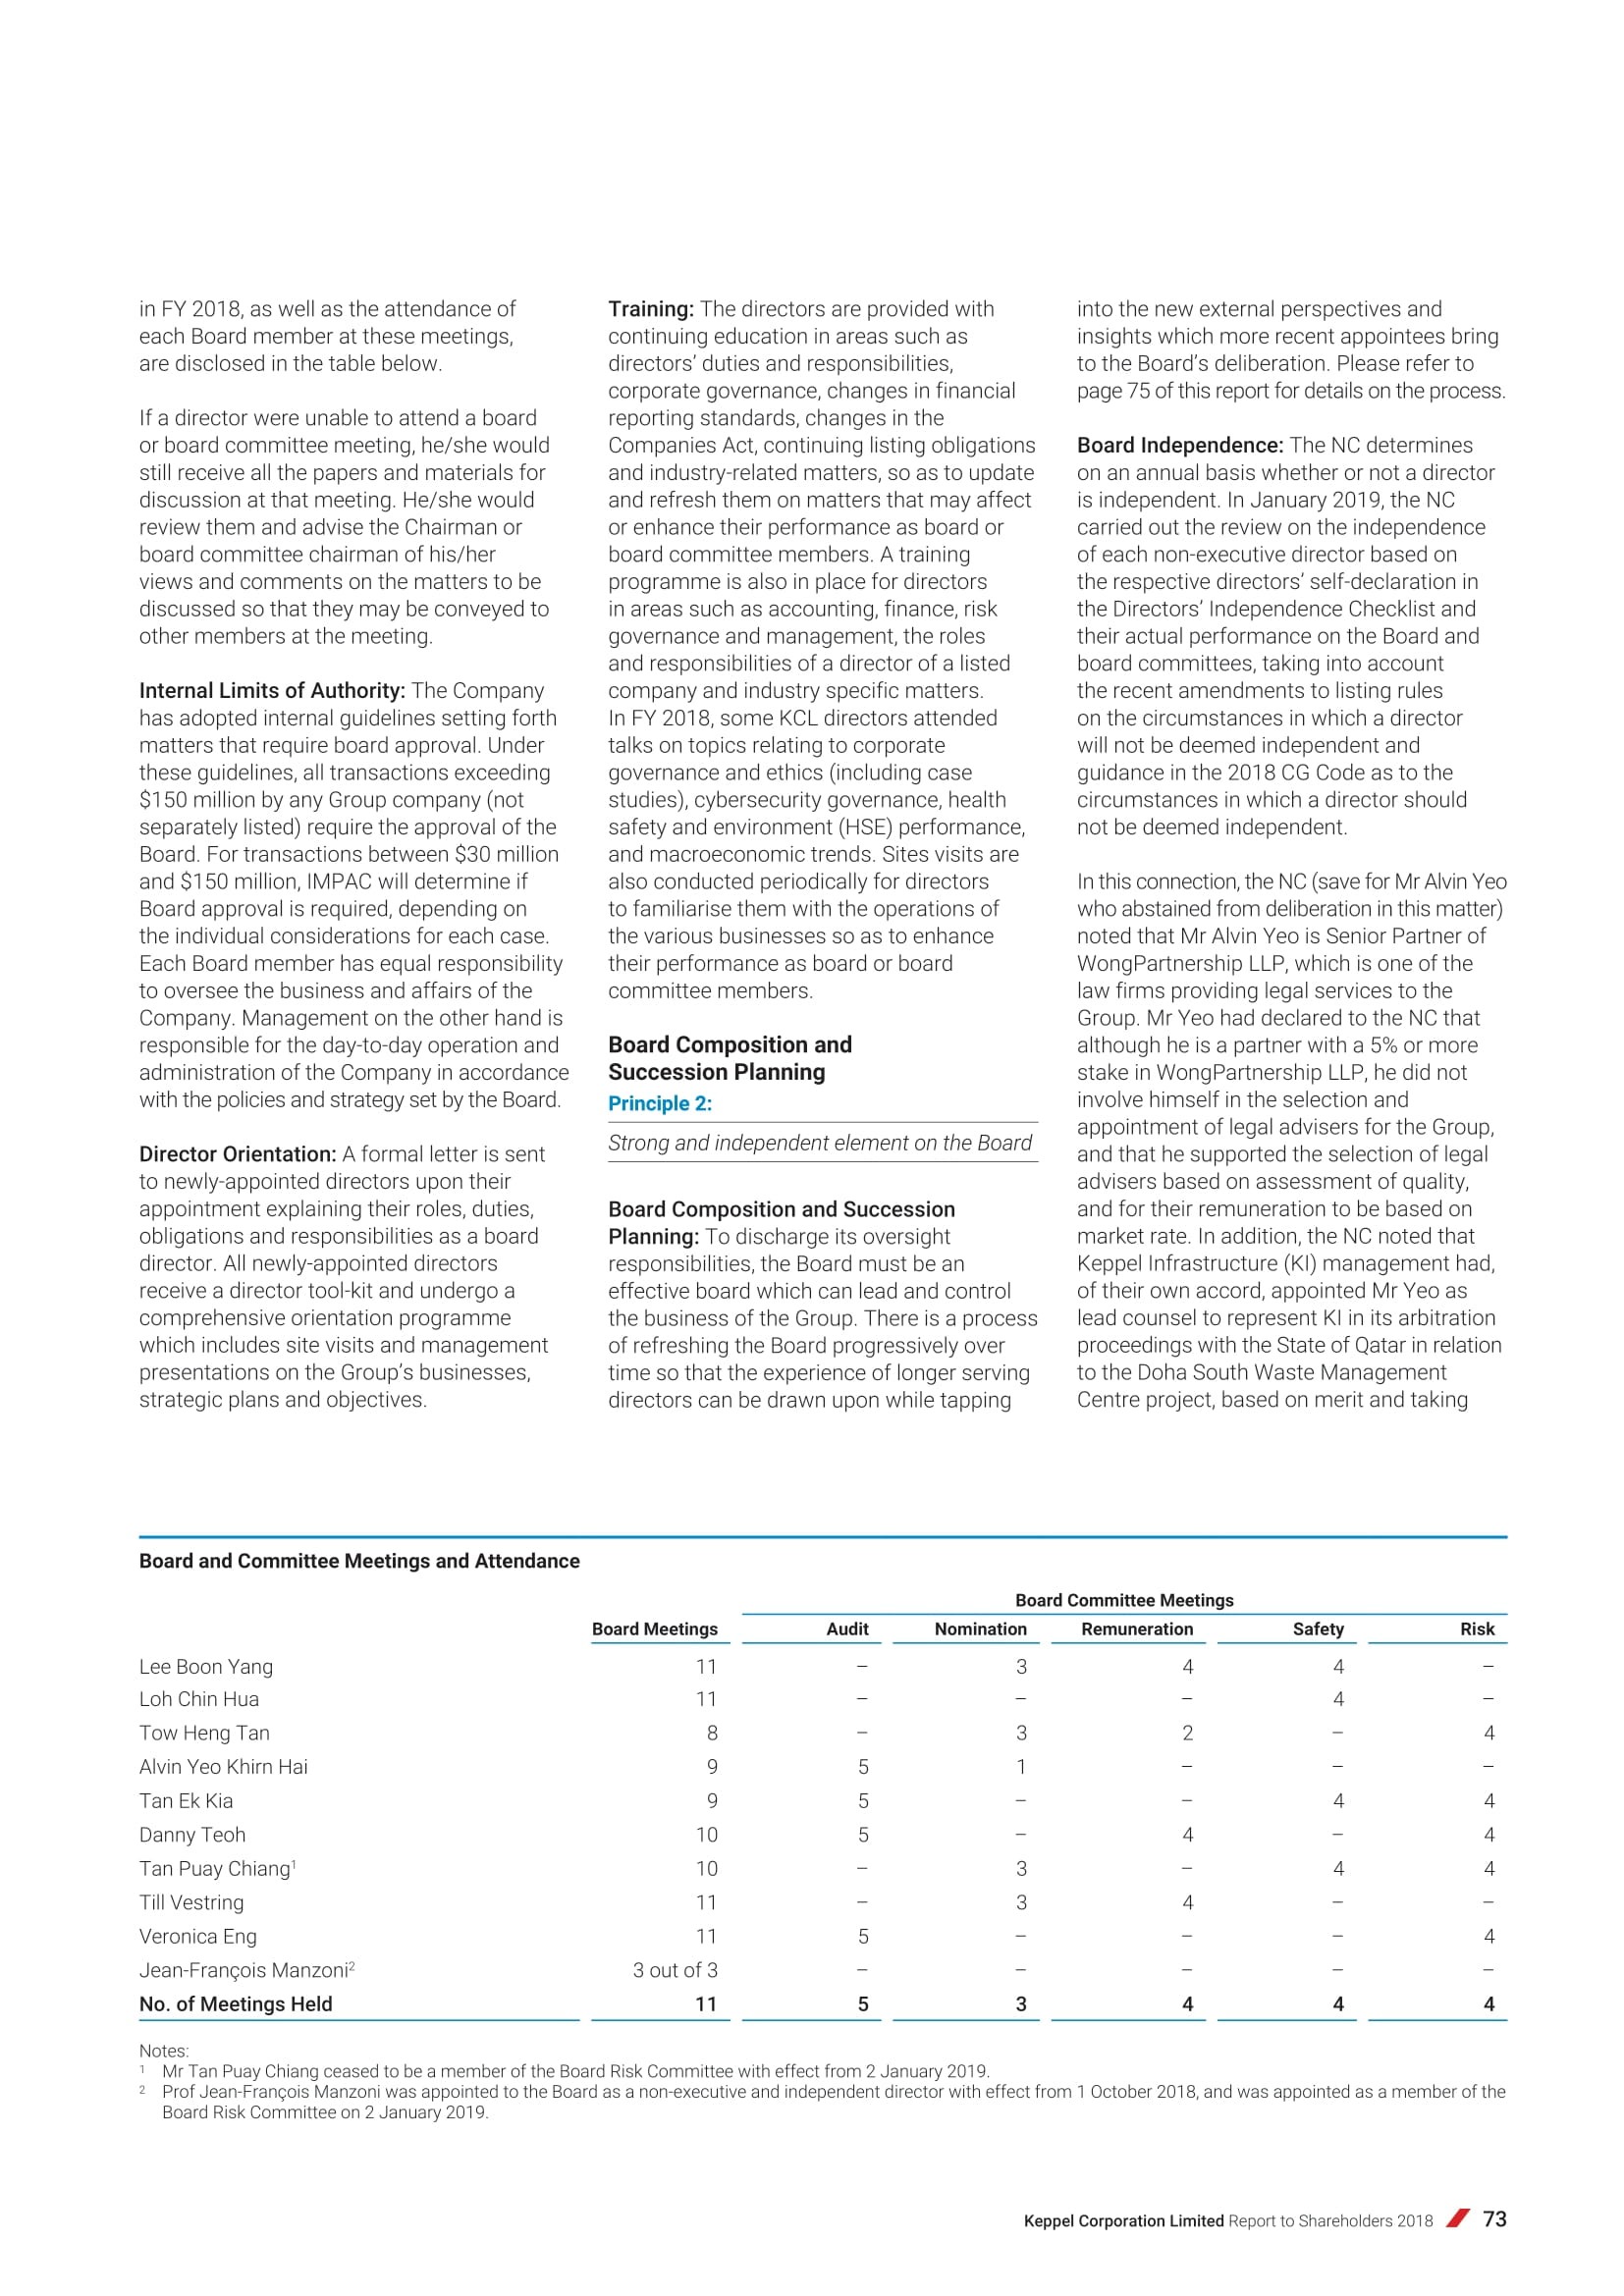 in FY 2018, as well as the attendance of
each Board member at these meetings,
are disclosed in the table below.
If a director were unable to attend a board
or board committee meeting, he/she would
still receive all the papers and materials for
discussion at that meeting. He/she would
review them and advise the Chairman or
board committee chairman of his/her
views and comments on the matters to be
discussed so that they may be conveyed to
other members at the meeting.
Internal Limits of Authority: The Company
has adopted internal guidelines setting forth
matters that require board approval. Under
these guidelines, all transactions exceeding
$150 million by any Group company (not
separately listed) require the approval of the
Board. For transactions between $30 million
and $150 million, IMPAC will determine if
Board approval is required, depending on
the individual considerations for each case.
Each Board member has equal responsibility
to oversee the business and affairs of the
Company. Management on the other hand is
responsible for the day-to-day operation and
administration of the Company in accordance
with the policies and strategy set by the Board.
Director Orientation: A formal letter is sent
to newly-appointed directors upon their
appointment explaining their roles, duties,
obligations and responsibilities as a board
director. All newly-appointed directors
receive a director tool-kit and undergo a
comprehensive orientation programme
which includes site visits and management
presentations on the Group's businesses,
strategic plans and objectives.
Training: The directors are provided with
continuing education in areas such as
directors' duties and responsibilities,
corporate governance, changes in financial
reporting standards, changes in the
Companies Act, continuing listing obligations
and industry-related matters, so as to update
and refresh them on matters that may affect
or enhance their performance as board or
board committee members. A training
programme is also in place for directors
in areas such as accounting, finance, risk
governance and management, the roles
and responsibilities of a director of a listed
company and industry specific matters.
In FY 2018, some KCL directors attended
talks on topics relating to corporate
governance and ethics (including case
studies), cybersecurity governance, health
safety and environment (HSE) performance,
and macroeconomic trends. Sites visits are
also conducted periodically for directors
to familiarise them with the operations of
the various businesses so as to enhance
their performance as board or board
committee members.
Board Composition and
Succession Planning
Principle 2:
Strong and independent element on the Board
Board Composition and Succession
Planning: To discharge its oversight
responsibilities, the Board must be an
effective board which can lead and control
the business of the Group. There is a process
of refreshing the Board progressively over
time so that the experience of longer serving
directors can be drawn upon while tapping
into the new external perspectives and
insights which more recent appointees bring
to the Board's deliberation. Please refer to
page 75 of this report for details on the process.
Board Independence: The NC determines
on an annual basis whether or not a director
is independent. In January 2019, the NC
carried out the review on the independence
of each non-executive director based on
the respective directors' self-declaration in
the Directors' Independence Checklist and
their actual performance on the Board and
board committees, taking into account
the recent amendments to listing rules
on the circumstances in which a director
will not be deemed independent and
guidance in the 2018 CG Code as to the
circumstances in which a director should
not be deemed independent.
In this connection, the NC (save for Mr Alvin Yeo
who abstained from deliberation in this matter)
noted that Mr Alvin Yeo is Senior Partner of
WongPartnership LLP, which is one of the
law firms providing legal services to the
Group. Mr Yeo had declared to the NC that
although he is a partner with a 5% or more
stake in WongPartnership LLP, he did not
involve himself in the selection and
appointment of legal advisers for the Group,
and that he supported the selection of legal
advisers based on assessment of quality,
and for their remuneration to be based on
market rate. In addition, the NC noted that
Keppel Infrastructure (KI) management had,
of their own accord, appointed Mr Yeo as
lead counsel to represent KI in its arbitration
proceedings with the State of Qatar in relation
to the Doha South Waste Management
Centre project, based on merit and taking
Board and Committee Meetings and Attendance
Board Committee Meetings
Board Meetings Audit Nomination Remuneration Safety Risk
Lee Boon Yang 11 – 3 4 4 –
Loh Chin Hua 11 – – – 4 –
Tow Heng Tan 8 – 3 2 – 4
Alvin Yeo Khirn Hai 9 5 1 – – –
Tan Ek Kia 9 5 – – 4 4
Danny Teoh 10 5 – 4 – 4
Tan Puay Chiang1 10 – 3 – 4 4
Till Vestring 11 – 3 4 – –
Veronica Eng 11 5 – – – 4
Jean-François Manzoni2 3 out of 3 – – – – –
No. of Meetings Held 11 5 3 4 4 4
Notes:
1 Mr Tan Puay Chiang ceased to be a member of the Board Risk Committee with effect from 2 January 2019.
2 Prof Jean-François Manzoni was appointed to the Board as a non-executive and independent director with effect from 1 October 2018, and was appointed as a member of the
Board Risk Committee on 2 January 2019.
Keppel Corporation Limited Report to Shareholders 2018 73